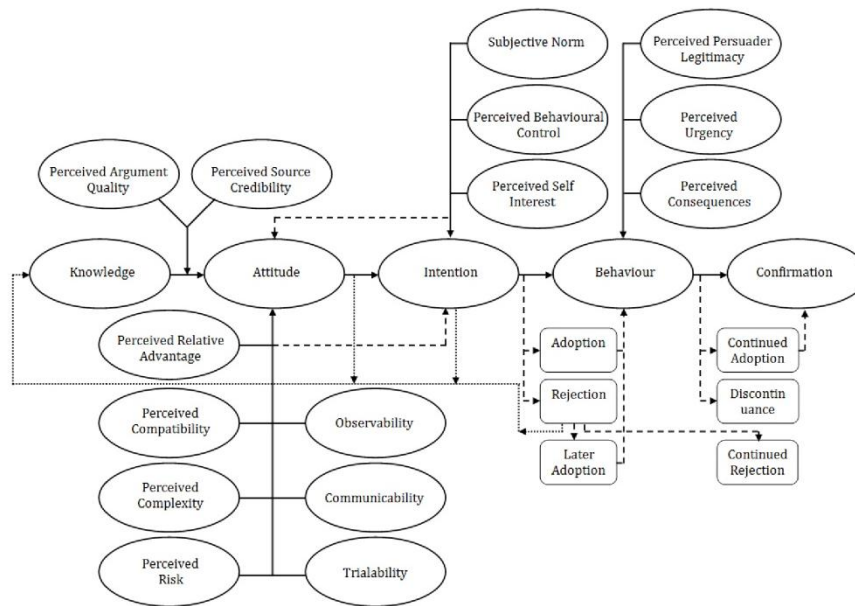 Subjective Norm
Perceived Persuader
Legitimacy
Perceived Behavioural
Control
Perceived
Urgency
Perceived Argument
Quality
Perceived Source
Credibility
Perceived Self
Interest
Perceived
Consequences
Knowledge
Attitude
Intention
Behaviour
Confirmation
Perceived Relative
Advantage
Adoption
Continued
Adoption
Rejection
Discontin
uance
Perceived
Compatibility
Observability
Later
Adoption
Continued
Rejection
Perceived
Complexity
Communicability
Perceived
Risk
Trialability